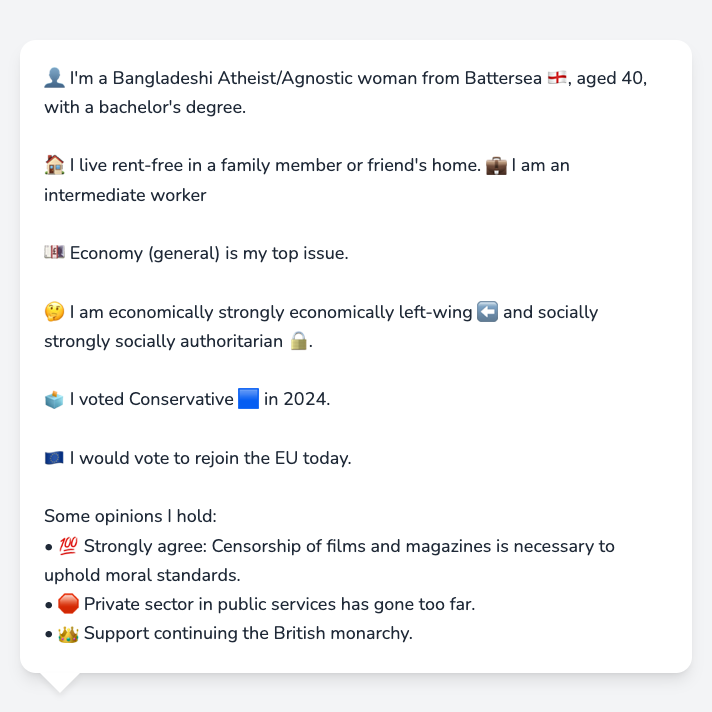 👤 I'm a Bangladeshi Atheist/Agnostic woman from Battersea 🏴󠁧󠁢󠁥󠁮󠁧󠁿, aged 40,
with a bachelor's degree.
🏠 I live rent-free in a family member or friend's home. 💼 I am an
intermediate worker
💷 Economy (general) is my top issue.
🤔 I am economically strongly economically left-wing ⬅️ and socially
strongly socially authoritarian 🔒.
🗳️ I voted Conservative 🟦 in 2024.
🇪🇺 I would vote to rejoin the EU today.
Some opinions I hold:
• 💯 Strongly agree: Censorship of films and magazines is necessary to
uphold moral standards.
• 🛑 Private sector in public services has gone too far.
• 👑 Support continuing the British monarchy.